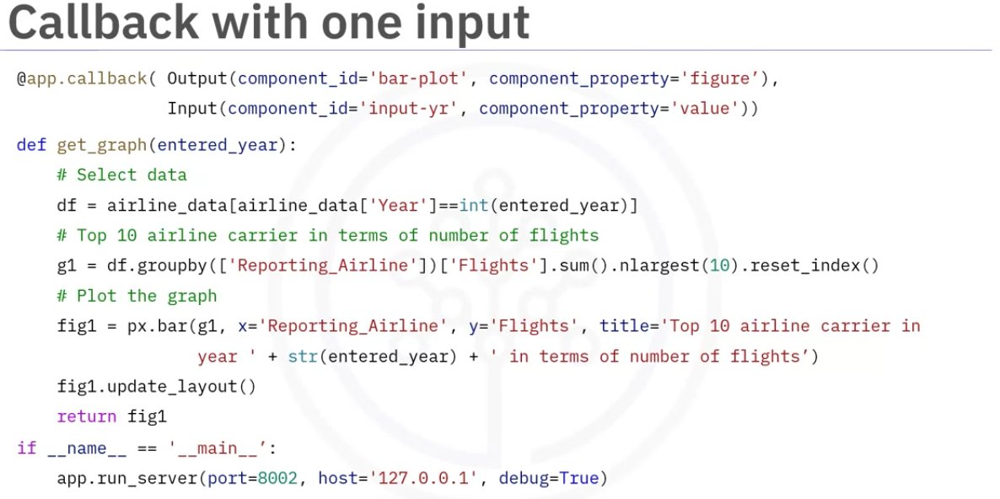 Callback with one input
@app.callback( Output(component_id='bar-plot', component_property='figure’),
Input(component_id='input-yr', component_property='value'))
def get_graph(entered_year):
# Select data
df = airline_data[airline_data['Year']==int(entered_year)]
# Top 10 airline carrier in terms of number of flights
g1 = df.groupby(['Reporting_Airline'])['Flights'].sum().nlargest(10).reset_index()
# Plot the graph
fig1 = px.bar(g1, x='Reporting_Airline', y='Flights', title='Top 10 airline carrier in
year ' + str(entered_year) + ' in terms of number of flights’)
fig1.update_layout()
return fig1
if __name__ == '__main__’:
app.run_server(port=8002, host='127.0.0.1', debug=True)